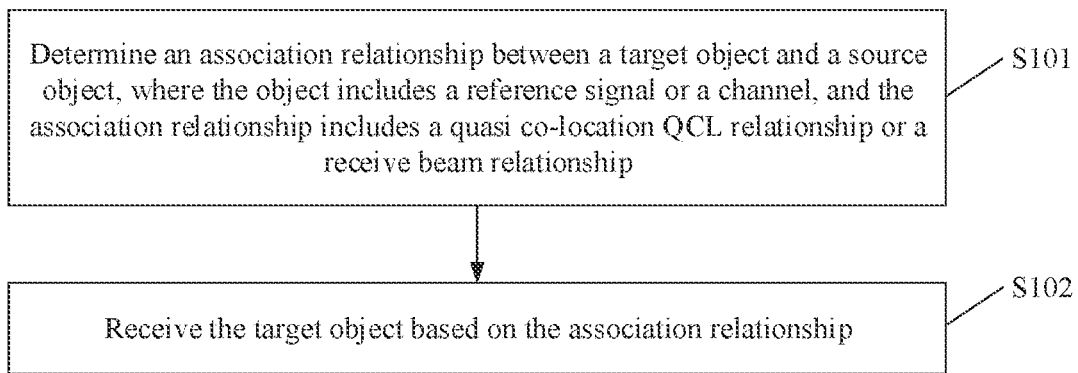 Determine an association relationship between a target object and a source
object, where the object includes a reference signal or a channel, and the
association relationship includes a quasi co-location QCL relationship or a
receive beam relationship
S101
Receive the target object based on the association relationship
S102